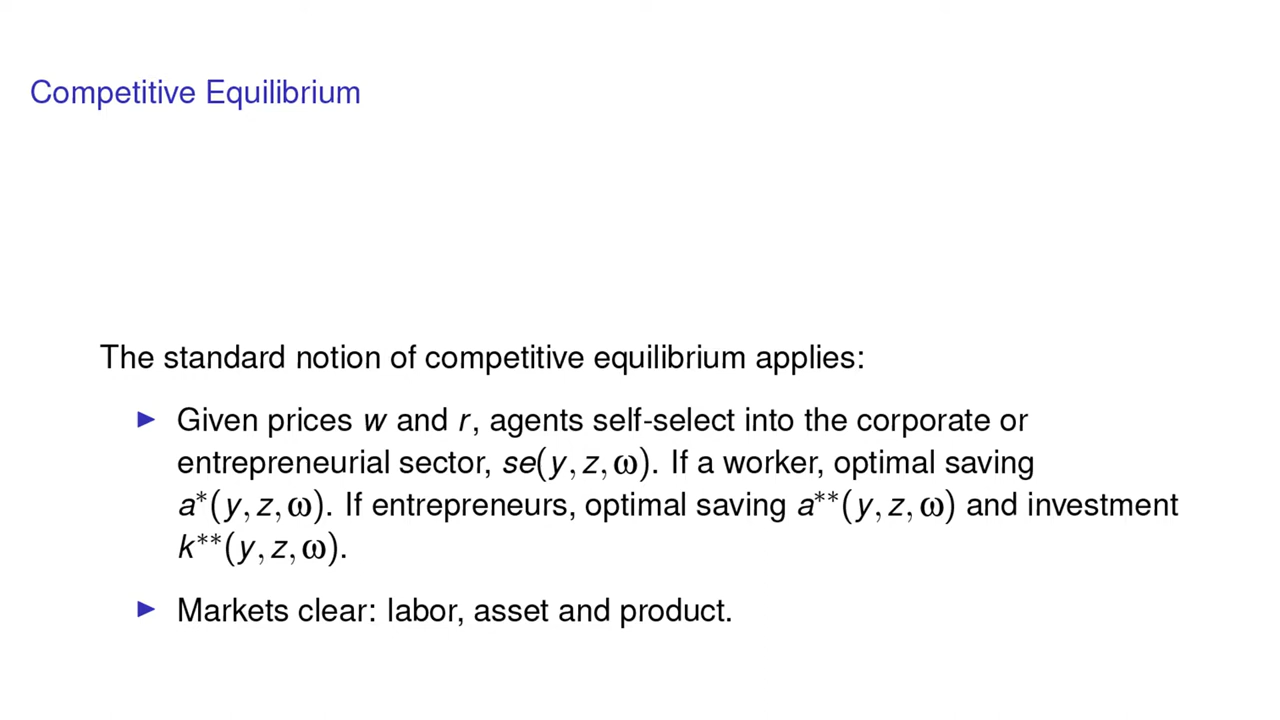 Competitive Equilibrium
The standard notion of competitive equilibrium applies:
▶ Given prices w and r, agents self-select into the corporate or
entrepreneurial sector, se(y, z, ω). If a worker, optimal saving
a*(y, z, ω). If entrepreneurs, optimal saving a**(y, z, ω) and investment
k**(y, z, ω).
▶ Markets clear: labor, asset and product.